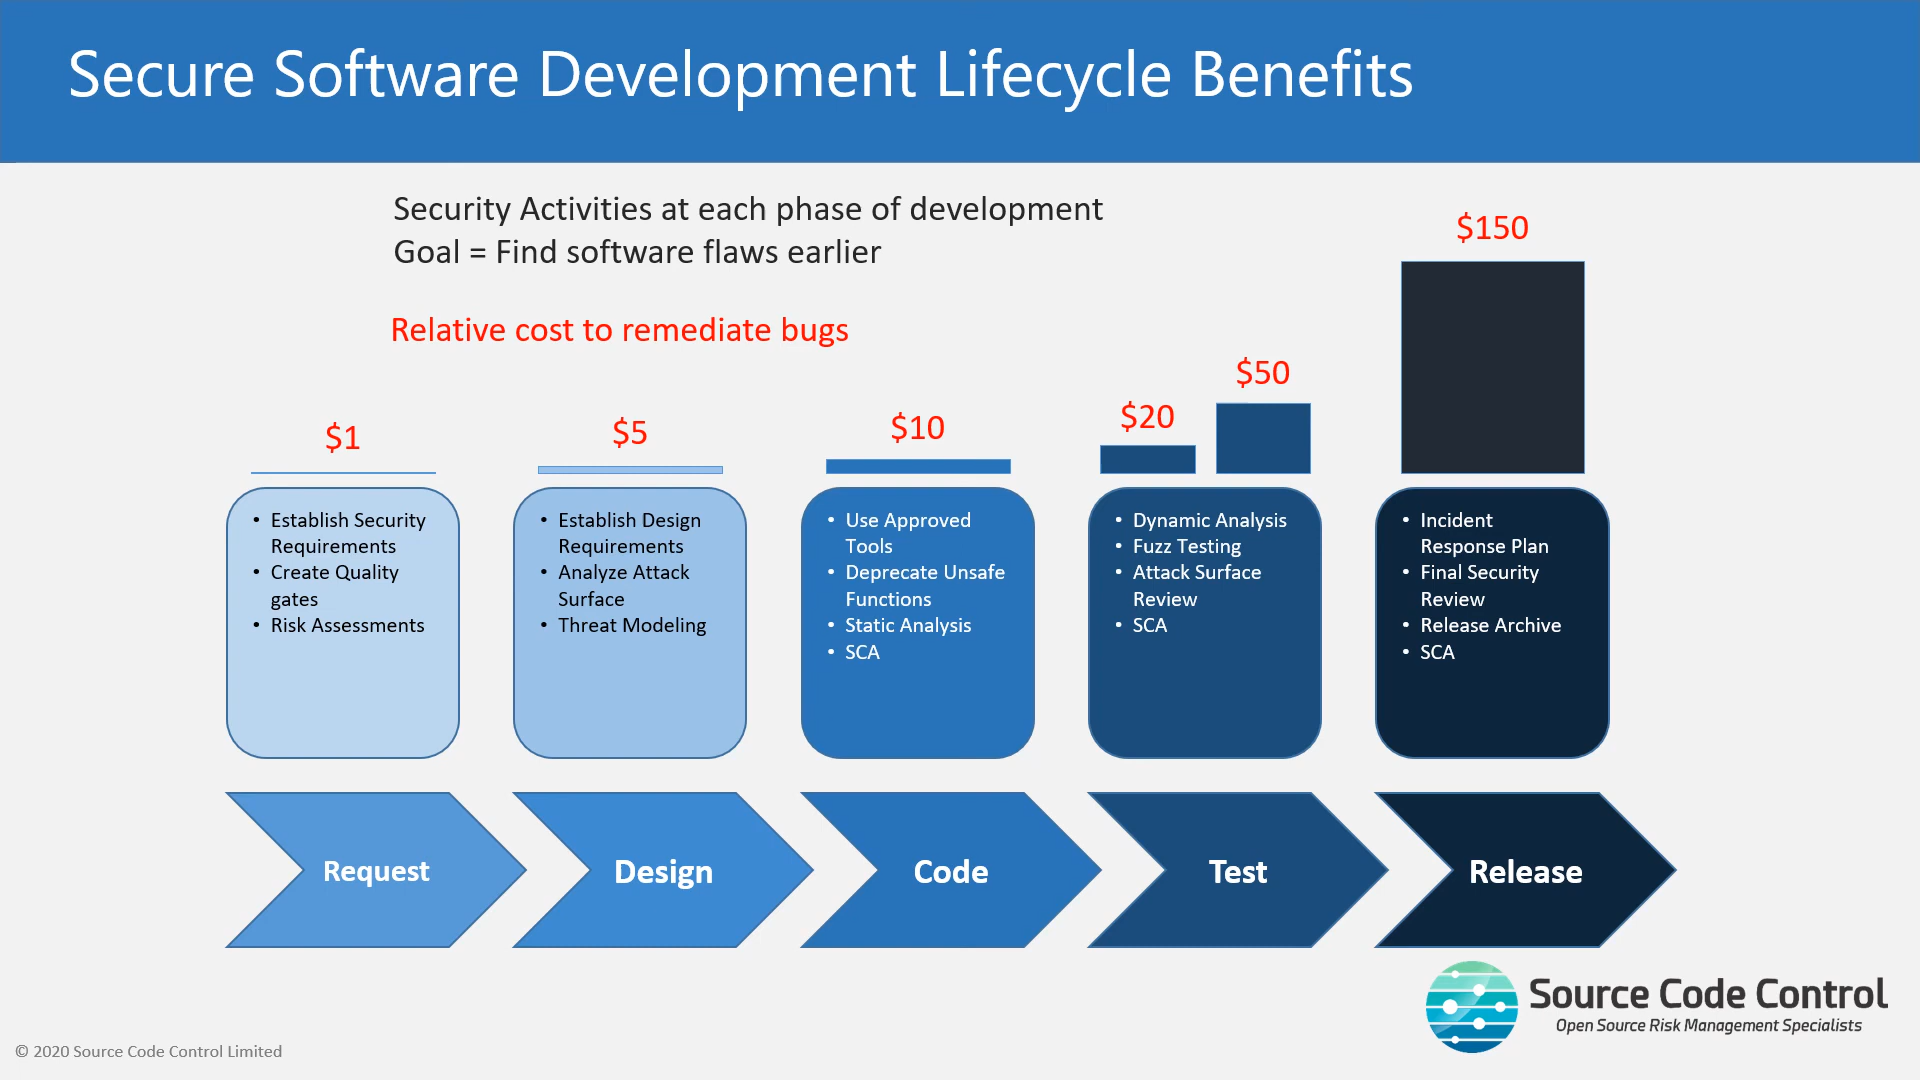 Secure Software Development Lifecycle Benefits
Security Activities at each phase of development
Goal = Find software flaws earlier
Relative cost to remediate bugs
$1
$5
$10
$20
$50
$150
• Establish Security
Requirements
• Create Quality
gates
• Risk Assessments
• Establish Design
Requirements
• Analyze Attack
Surface
• Threat Modeling
• Use Approved
Tools
• Deprecate Unsafe
Functions
• Static Analysis
• SCA
• Dynamic Analysis
• Fuzz Testing
• Attack Surface
Review
• SCA
• Incident
Response Plan
• Final Security
Review
• Release Archive
• SCA
Request
Design
Code
Test
Release
Source Code Control
Open Source Risk Management Specialists
© 2020 Source Code Control Limited